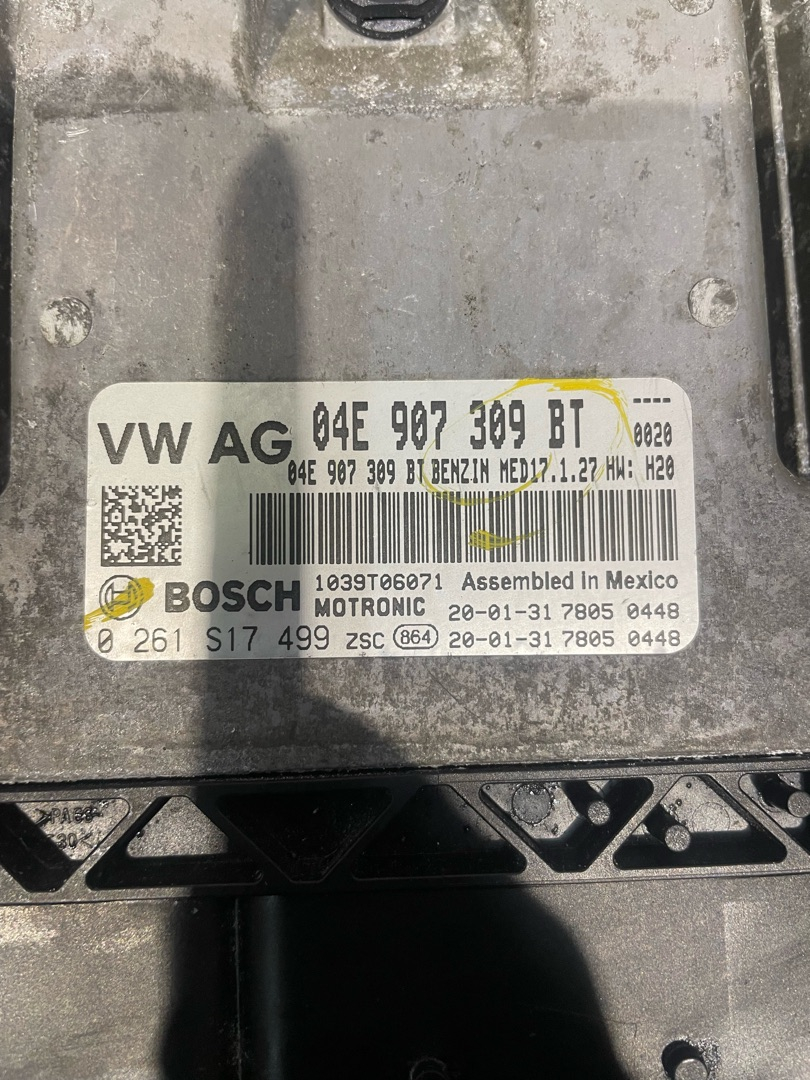 VW AG 04E 907 309 BT ----
0020
04E 907 309 BT BENZIN MED17.1.27 HW: H20
BOSCH 1039T06071 Assembled in Mexico
MOTRONIC 20-01-31 7805 0448
0 261 S17 499 ZSC 864 20-01-31 7805 0448